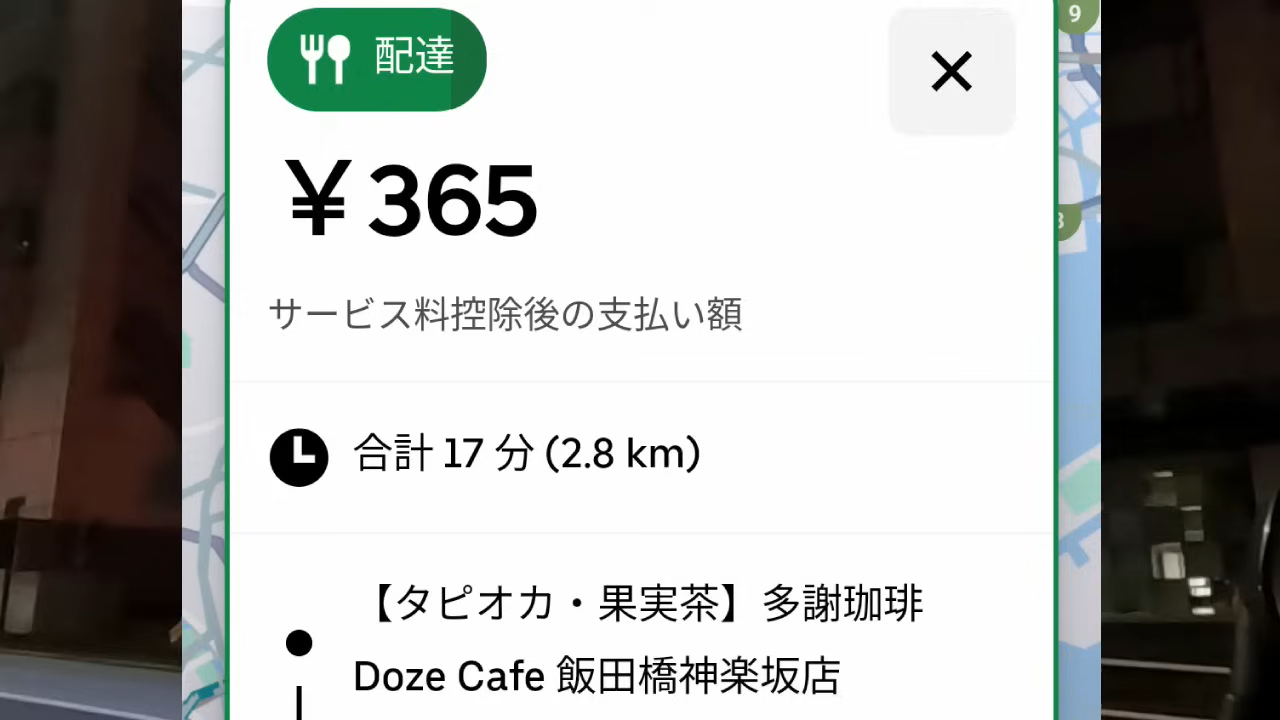 9
配達
¥365
サービス料控除後の支払い額
合計 17 分 (2.8 km)
【タピオカ・果実茶】多謝珈琲
Doze Cafe 飯田橋神楽坂店